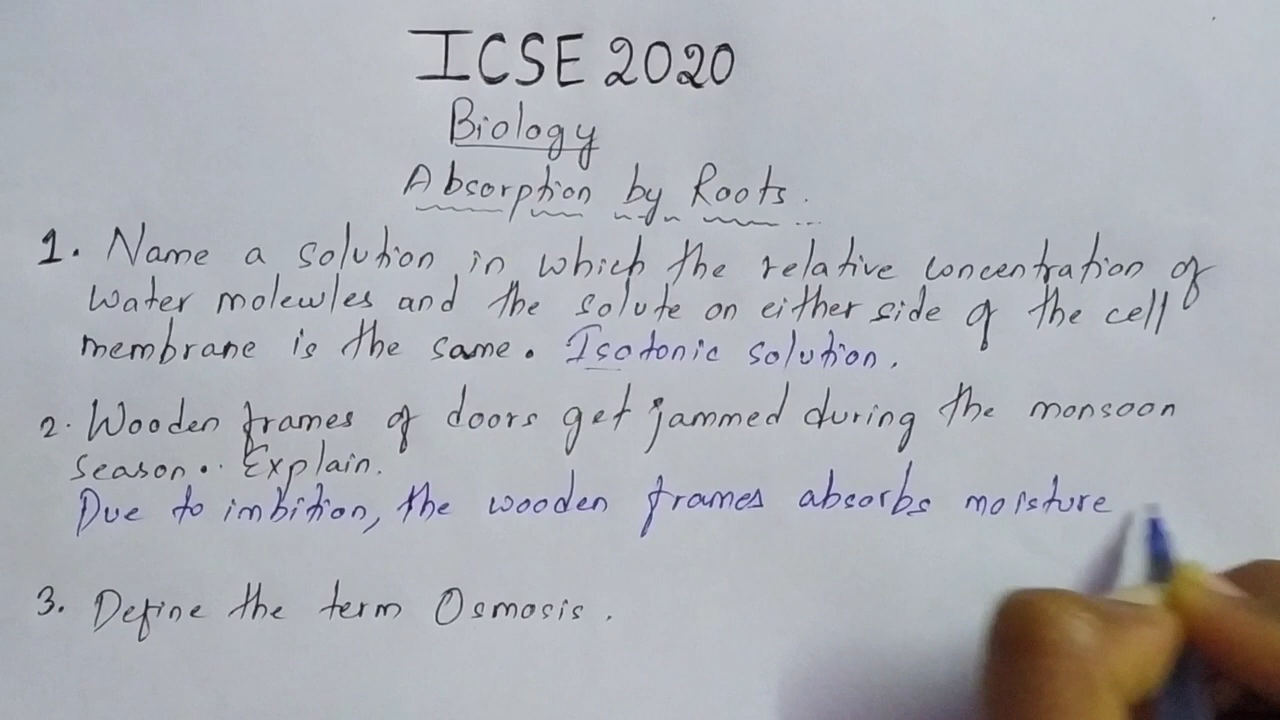 ICSE 2020
Biology
Absorption by Roots.
1. Name a solution in which the relative concentration of
water molecules and the solute on either side of the cell
membrane is the same. Isotonic solution.
2. Wooden frames of doors get jammed during the monsoon
season. Explain.
Due to imbition, the wooden frames absorbs moisture
3. Define the term Osmosis.